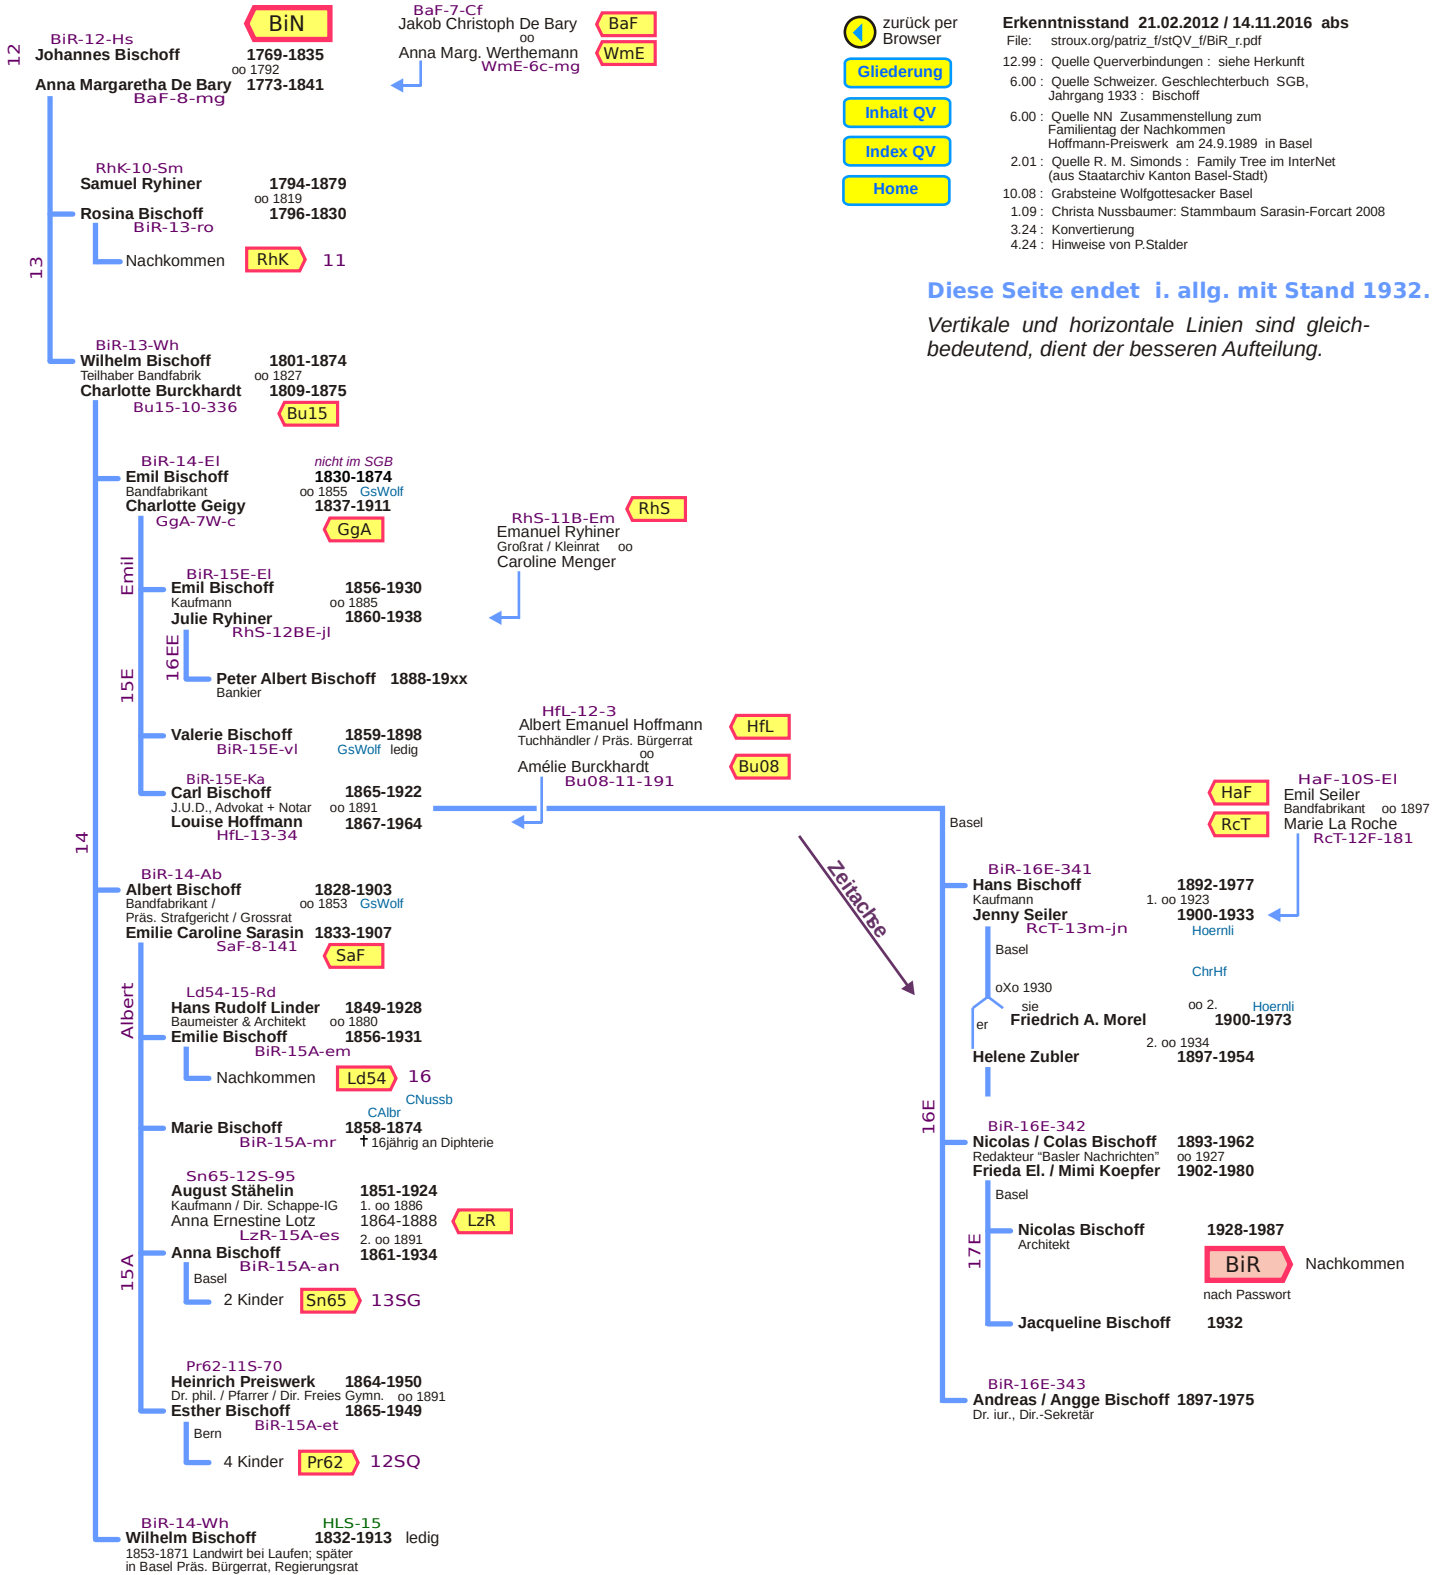 12
BiR-12-Hs
Johannes Bischoff 1769-1835
oo 1792
Anna Margaretha De Bary 1773-1841
BaF-8-mg
BiN
BaF-7-Cf
Jakob Christoph De Bary
oo
Anna Marg. Werthemann
WmE-6c-mg
BaF
WmE
zurück per
Browser
Gliederung
Inhalt QV
Index QV
Home
Erkenntnisstand 21.02.2012 / 14.11.2016 abs
File: stroux.org/patriz_f/stQV_f/BiR_r.pdf
12.99 : Quelle Querverbindungen : siehe Herkunft
6.00 : Quelle Schweizer. Geschlechterbuch SGB,
Jahrgang 1933 : Bischoff
6.00 : Quelle NN Zusammenstellung zum
Familientag der Nachkommen
Hoffmann-Preiswerk am 24.9.1989 in Basel
2.01 : Quelle R. M. Simonds : Family Tree im InterNet
(aus Staatarchiv Kanton Basel-Stadt)
10.08 : Grabsteine Wolfgottesacker Basel
1.09 : Christa Nussbaumer: Stammbaum Sarasin-Forcart 2008
3.24 : Konvertierung
4.24 : Hinweise von P.Stalder
Diese Seite endet i. allg. mit Stand 1932.
Vertikale und horizontale Linien sind gleich-
bedeutend, dient der besseren Aufteilung.
13
RhK-10-Sm
Samuel Ryhiner 1794-1879
oo 1819
Rosina Bischoff 1796-1830
BiR-13-ro
Nachkommen RhK 11
BiR-13-Wh
Wilhelm Bischoff 1801-1874
Teilhaber Bandfabrik oo 1827
Charlotte Burckhardt 1809-1875
Bu15-10-336
Bu15
14
BiR-14-El nicht im SGB
Emil Bischoff 1830-1874
Bandfabrikant oo 1855 GsWolf
Charlotte Geigy 1837-1911
GgA-7W-c
GgA
Emil
15E
BiR-15E-El
Emil Bischoff 1856-1930
Kaufmann oo 1885
Julie Ryhiner 1860-1938
RhS-12BE-jl
RhS-11B-Em
Emanuel Ryhiner
Großrat / Kleinrat oo
Caroline Menger
RhS
16EE
Peter Albert Bischoff 1888-19xx
Bankier
Valerie Bischoff 1859-1898
BiR-15E-vl GsWolf ledig
BiR-15E-Ka
Carl Bischoff 1865-1922
J.U.D., Advokat + Notar oo 1891
Louise Hoffmann 1867-1964
HfL-13-34
HfL-12-3
Albert Emanuel Hoffmann
Tuchhändler / Präs. Bürgerrat
oo
Amélie Burckhardt
Bu08-11-191
HfL
Bu08
BiR-14-Ab
Albert Bischoff 1828-1903
Bandfabrikant / oo 1853 GsWolf
Präs. Strafgericht / Grossrat
Emilie Caroline Sarasin 1833-1907
SaF-8-141
SaF
Albert
15A
Ld54-15-Rd
Hans Rudolf Linder 1849-1928
Baumeister & Architekt oo 1880
Emilie Bischoff 1856-1931
BiR-15A-em
Nachkommen Ld54 16
CNussb
CAlbr
Marie Bischoff 1858-1874
BiR-15A-mr ✝ 16jährig an Diphterie
Sn65-12S-95
August Stähelin 1851-1924
Kaufmann / Dir. Schappe-IG 1. oo 1886
Anna Ernestine Lotz 1864-1888
LzR
LzR-15A-es 2. oo 1891
Anna Bischoff 1861-1934
BiR-15A-an
Basel
2 Kinder Sn65 13SG
Pr62-11S-70
Heinrich Preiswerk 1864-1950
Dr. phil. / Pfarrer / Dir. Freies Gymn. oo 1891
Esther Bischoff 1865-1949
BiR-15A-et
Bern
4 Kinder Pr62 12SQ
BiR-14-Wh HLS-15
Wilhelm Bischoff 1832-1913 ledig
1853-1871 Landwirt bei Laufen; später
in Basel Präs. Bürgerrat, Regierungsrat
Zeitachse
16E
Basel
HaF
RcT
HaF-10S-El
Emil Seiler
Bandfabrikant oo 1897
Marie La Roche
RcT-12F-181
BiR-16E-341
Hans Bischoff 1892-1977
Kaufmann 1. oo 1923
Jenny Seiler 1900-1933
RcT-13m-jn Hoernli
Basel
ChrHf
oXo 1930
sie oo 2. Hoernli
er Friedrich A. Morel 1900-1973
2. oo 1934
Helene Zubler 1897-1954
BiR-16E-342
Nicolas / Colas Bischoff 1893-1962
Redakteur “Basler Nachrichten” oo 1927
Frieda El. / Mimi Koepfer 1902-1980
Basel
17E
Nicolas Bischoff 1928-1987
Architekt
BiR Nachkommen
nach Passwort
Jacqueline Bischoff 1932
BiR-16E-343
Andreas / Angge Bischoff 1897-1975
Dr. iur., Dir.-Sekretär